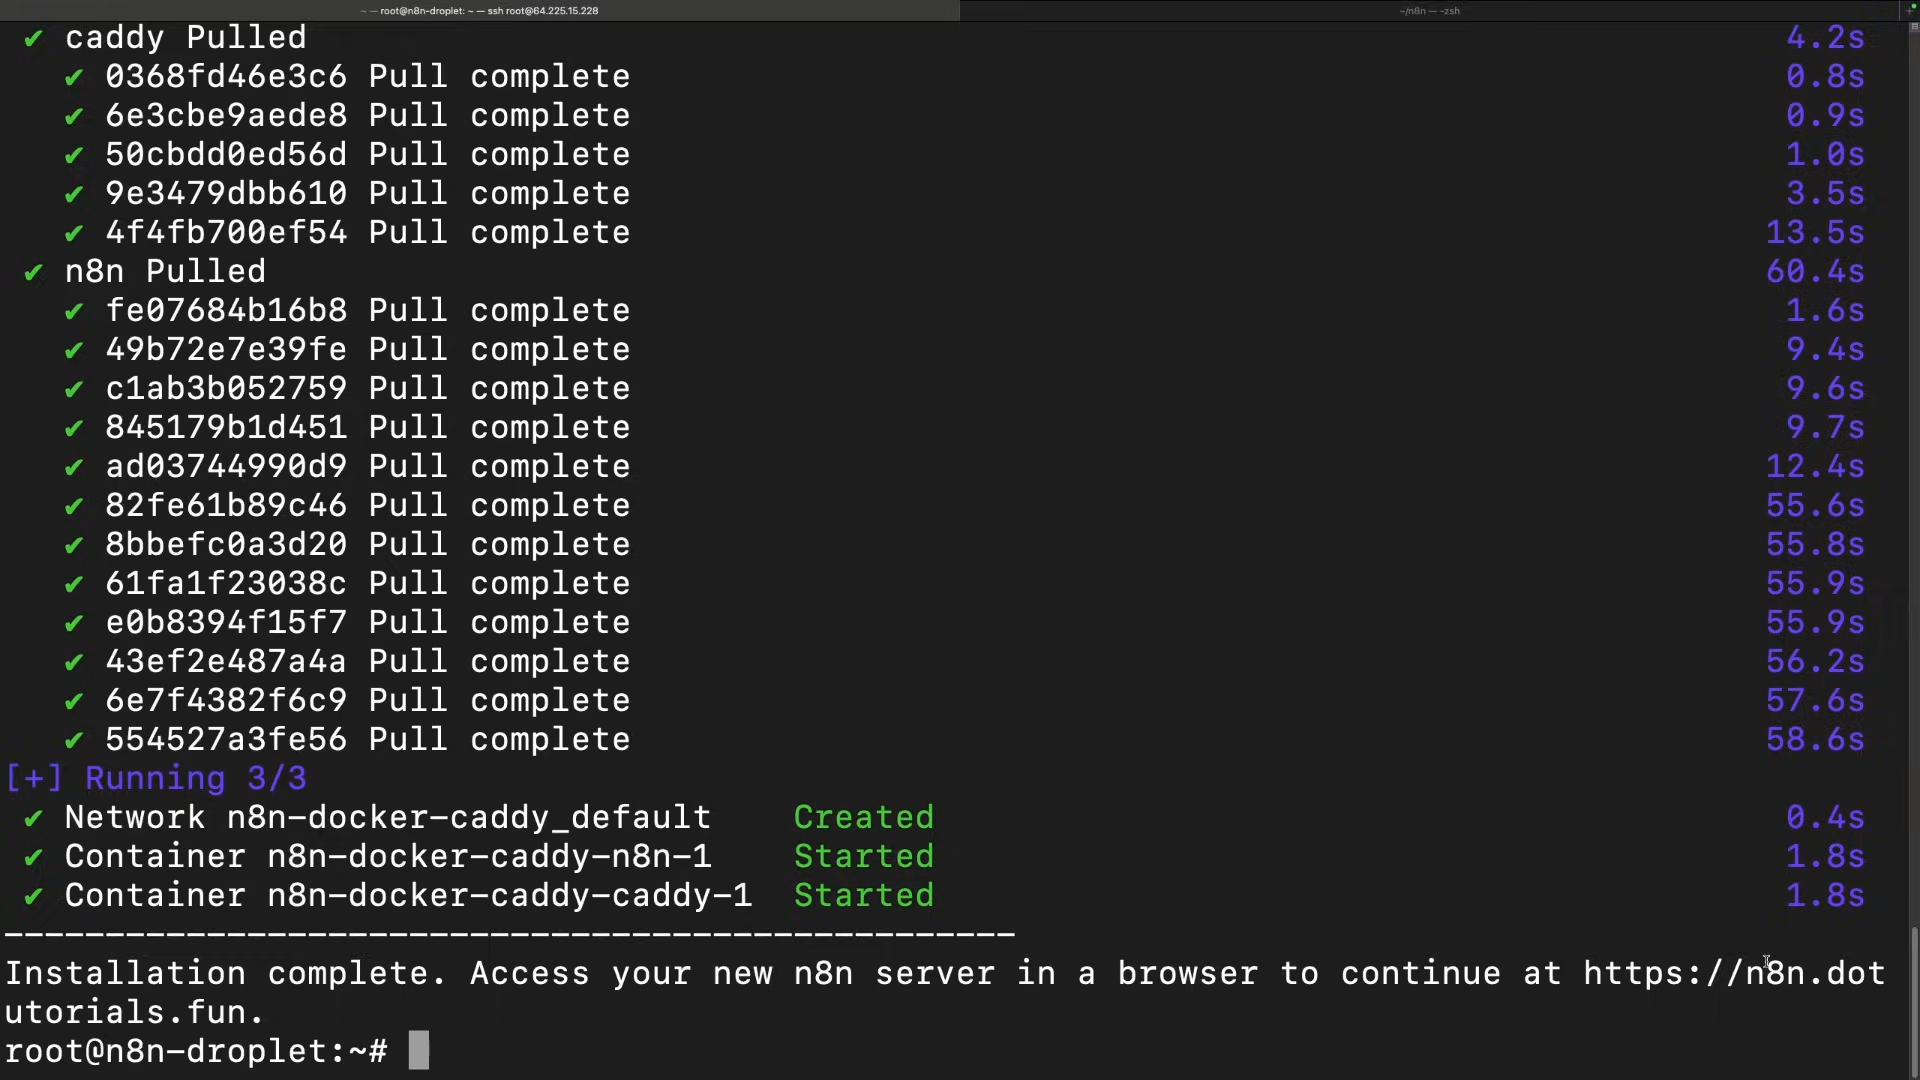 ~ — root@n8n-droplet: ~ — ssh root@64.225.15.228
~/n8n — -zsh
✔ caddy Pulled 4.2s
✔ 0368fd46e3c6 Pull complete 0.8s
✔ 6e3cbe9aede8 Pull complete 0.9s
✔ 50cbdd0ed56d Pull complete 1.0s
✔ 9e3479dbb610 Pull complete 3.5s
✔ 4f4fb700ef54 Pull complete 13.5s
✔ n8n Pulled 60.4s
✔ fe07684b16b8 Pull complete 1.6s
✔ 49b72e7e39fe Pull complete 9.4s
✔ c1ab3b052759 Pull complete 9.6s
✔ 845179b1d451 Pull complete 9.7s
✔ ad03744990d9 Pull complete 12.4s
✔ 82fe61b89c46 Pull complete 55.6s
✔ 8bbefc0a3d20 Pull complete 55.8s
✔ 61fa1f23038c Pull complete 55.9s
✔ e0b8394f15f7 Pull complete 55.9s
✔ 43ef2e487a4a Pull complete 56.2s
✔ 6e7f4382f6c9 Pull complete 57.6s
✔ 554527a3fe56 Pull complete 58.6s
[+] Running 3/3
✔ Network n8n-docker-caddy_default Created 0.4s
✔ Container n8n-docker-caddy-n8n-1 Started 1.8s
✔ Container n8n-docker-caddy-caddy-1 Started 1.8s
--------------------------------------------------
Installation complete. Access your new n8n server in a browser to continue at https://n8n.dot
utorials.fun.
root@n8n-droplet:~#